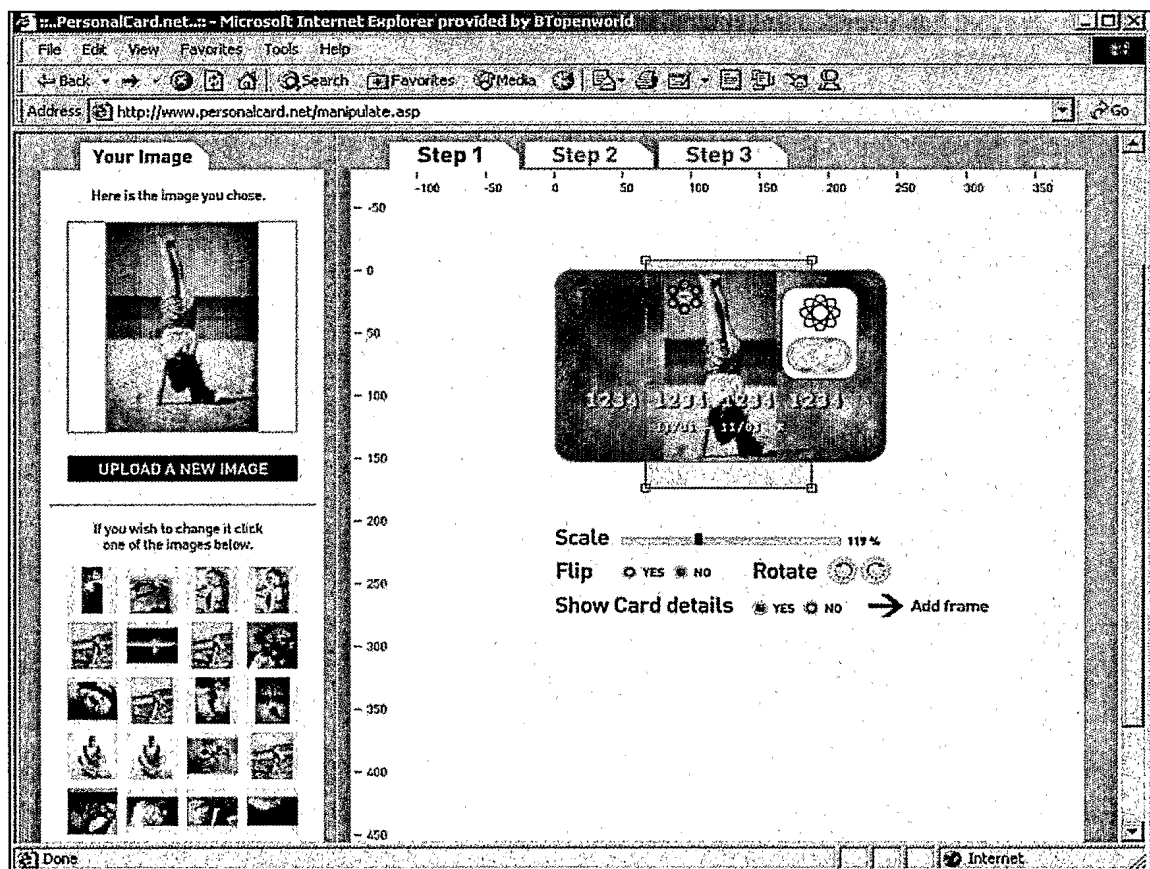 ::..PersonalCard.net..:: - Microsoft Internet Explorer provided by BTopenworld
File Edit View Favorites Tools Help
Back Search Favorites Media
Address http://www.personalcard.net/manipulate.asp Go
Your Image
Here is the image you chose.
UPLOAD A NEW IMAGE
If you wish to change it click
one of the images below.
Step 1 Step 2 Step 3
-100 -50 0 50 100 150 200 250 300 350
-50
0
50
100
150
200
250
300
350
400
450
1234 1234 1234 1234
11/01 - 11/03
Scale 119 %
Flip YES NO Rotate
Show Card details YES NO Add frame
Done Internet